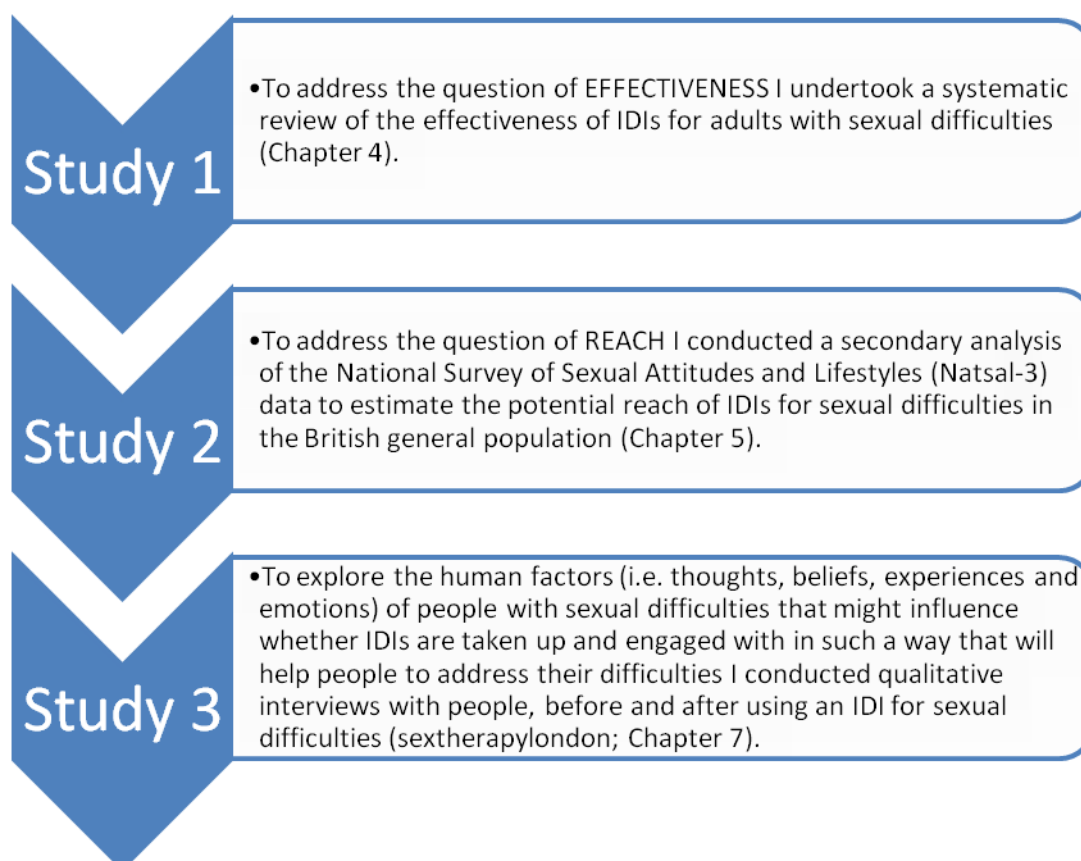 Study 1
•To address the question of EFFECTIVENESS I undertook a systematic
review of the effectiveness of IDIs for adults with sexual difficulties
(Chapter 4).
Study 2
•To address the question of REACH I conducted a secondary analysis
of the National Survey of Sexual Attitudes and Lifestyles (Natsal-3)
data to estimate the potential reach of IDIs for sexual difficulties in
the British general population (Chapter 5).
Study 3
•To explore the human factors (i.e. thoughts, beliefs, experiences and
emotions) of people with sexual difficulties that might influence
whether IDIs are taken up and engaged with in such a way that will
help people to address their difficulties I conducted qualitative
interviews with people, before and after using an IDI for sexual
difficulties (sextherapylondon; Chapter 7).